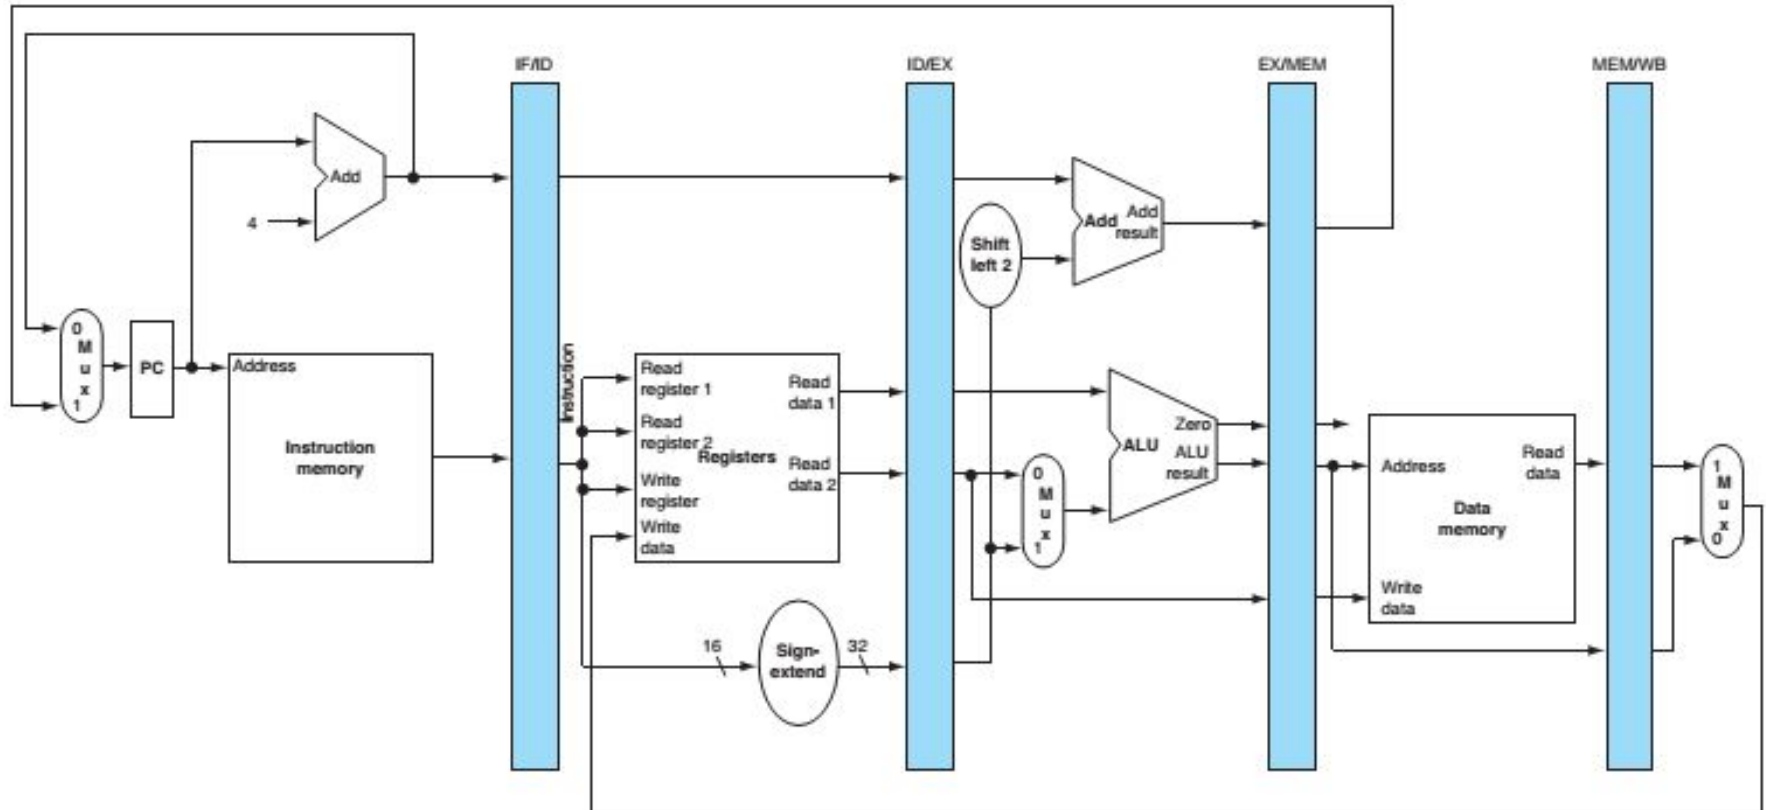 IF/ID
ID/EX
EX/MEM
MEM/WB
Add
4
Shift
left 2
Add
Add
result
0
M
u
x
1
PC
Address
Instruction
memory
Instruction
Read
register 1
Read
register 2
Write
register
Write
data
Registers
Read
data 1
Read
data 2
16
Sign-
extend
32
0
M
u
x
1
Zero
ALU
ALU
result
Address
Read
data
Data
memory
Write
data
1
M
u
x
0